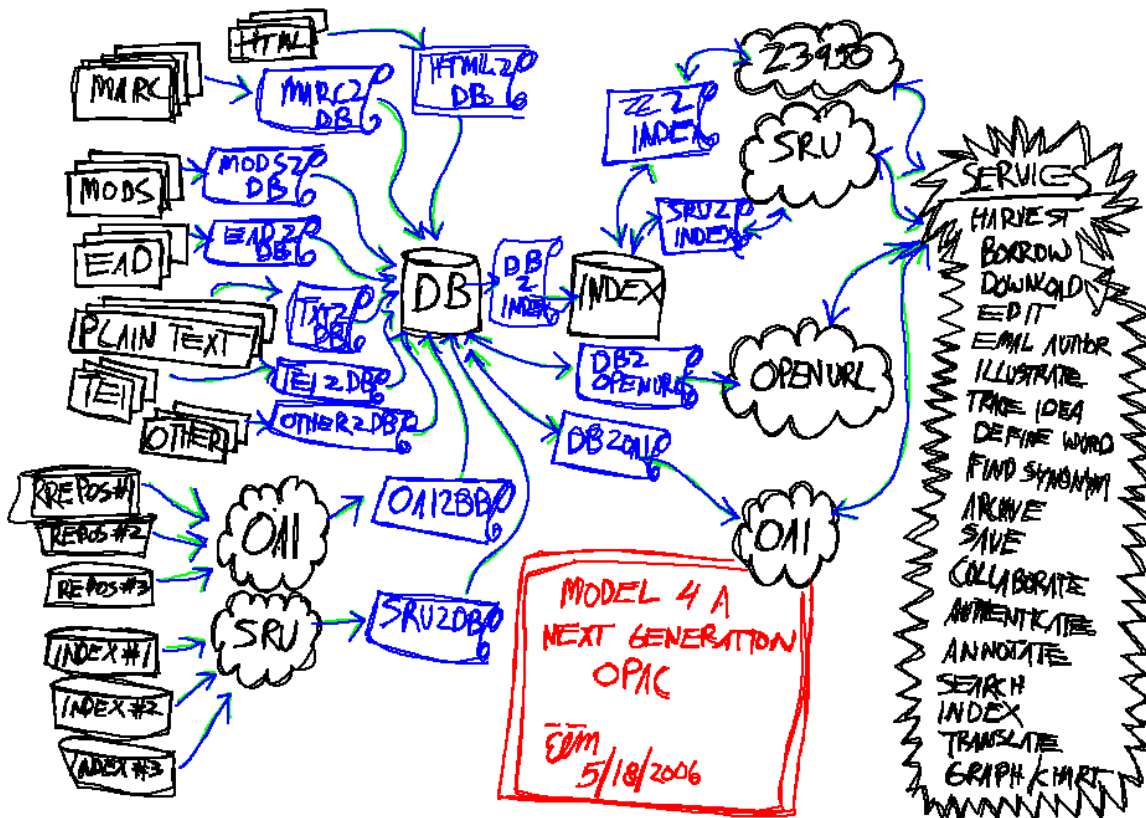 HTML
MARC
MARC2
DB
HTML2
DB
MODS
MODS2
DB
EAD
EAD2
DB
PLAIN TEXT
TXT2
DB
TEI
TEI2DB
OTHER
OTHER2DB
RREPOS#1
REPOS#2
REPOS#3
OAI
OAI2BB
INDEX#1
INDEX#2
INDEX#3
SRU
SRU2DB
DB
DB
2
INDEX
INDEX
ZZ2
INDEX
SRU2
INDEX
Z3950
SRU
DB2
OPENURL
OPENURL
DB2OAI
OAI
MODEL 4 A
NEXT GENERATION
OPAC
ELM
5/18/2006
SERVICES
HARVEST
BORROW
DOWNLOAD
EDIT
EMAIL AUTHOR
ILLUSTRATE
TRACE IDEA
DEFINE WORD
FIND SYNONYM
ARCHIVE
SAVE
COLLABORATE
AUTHENTICATE
ANNOTATE
SEARCH
INDEX
TRANSLATE
GRAPH/CHART